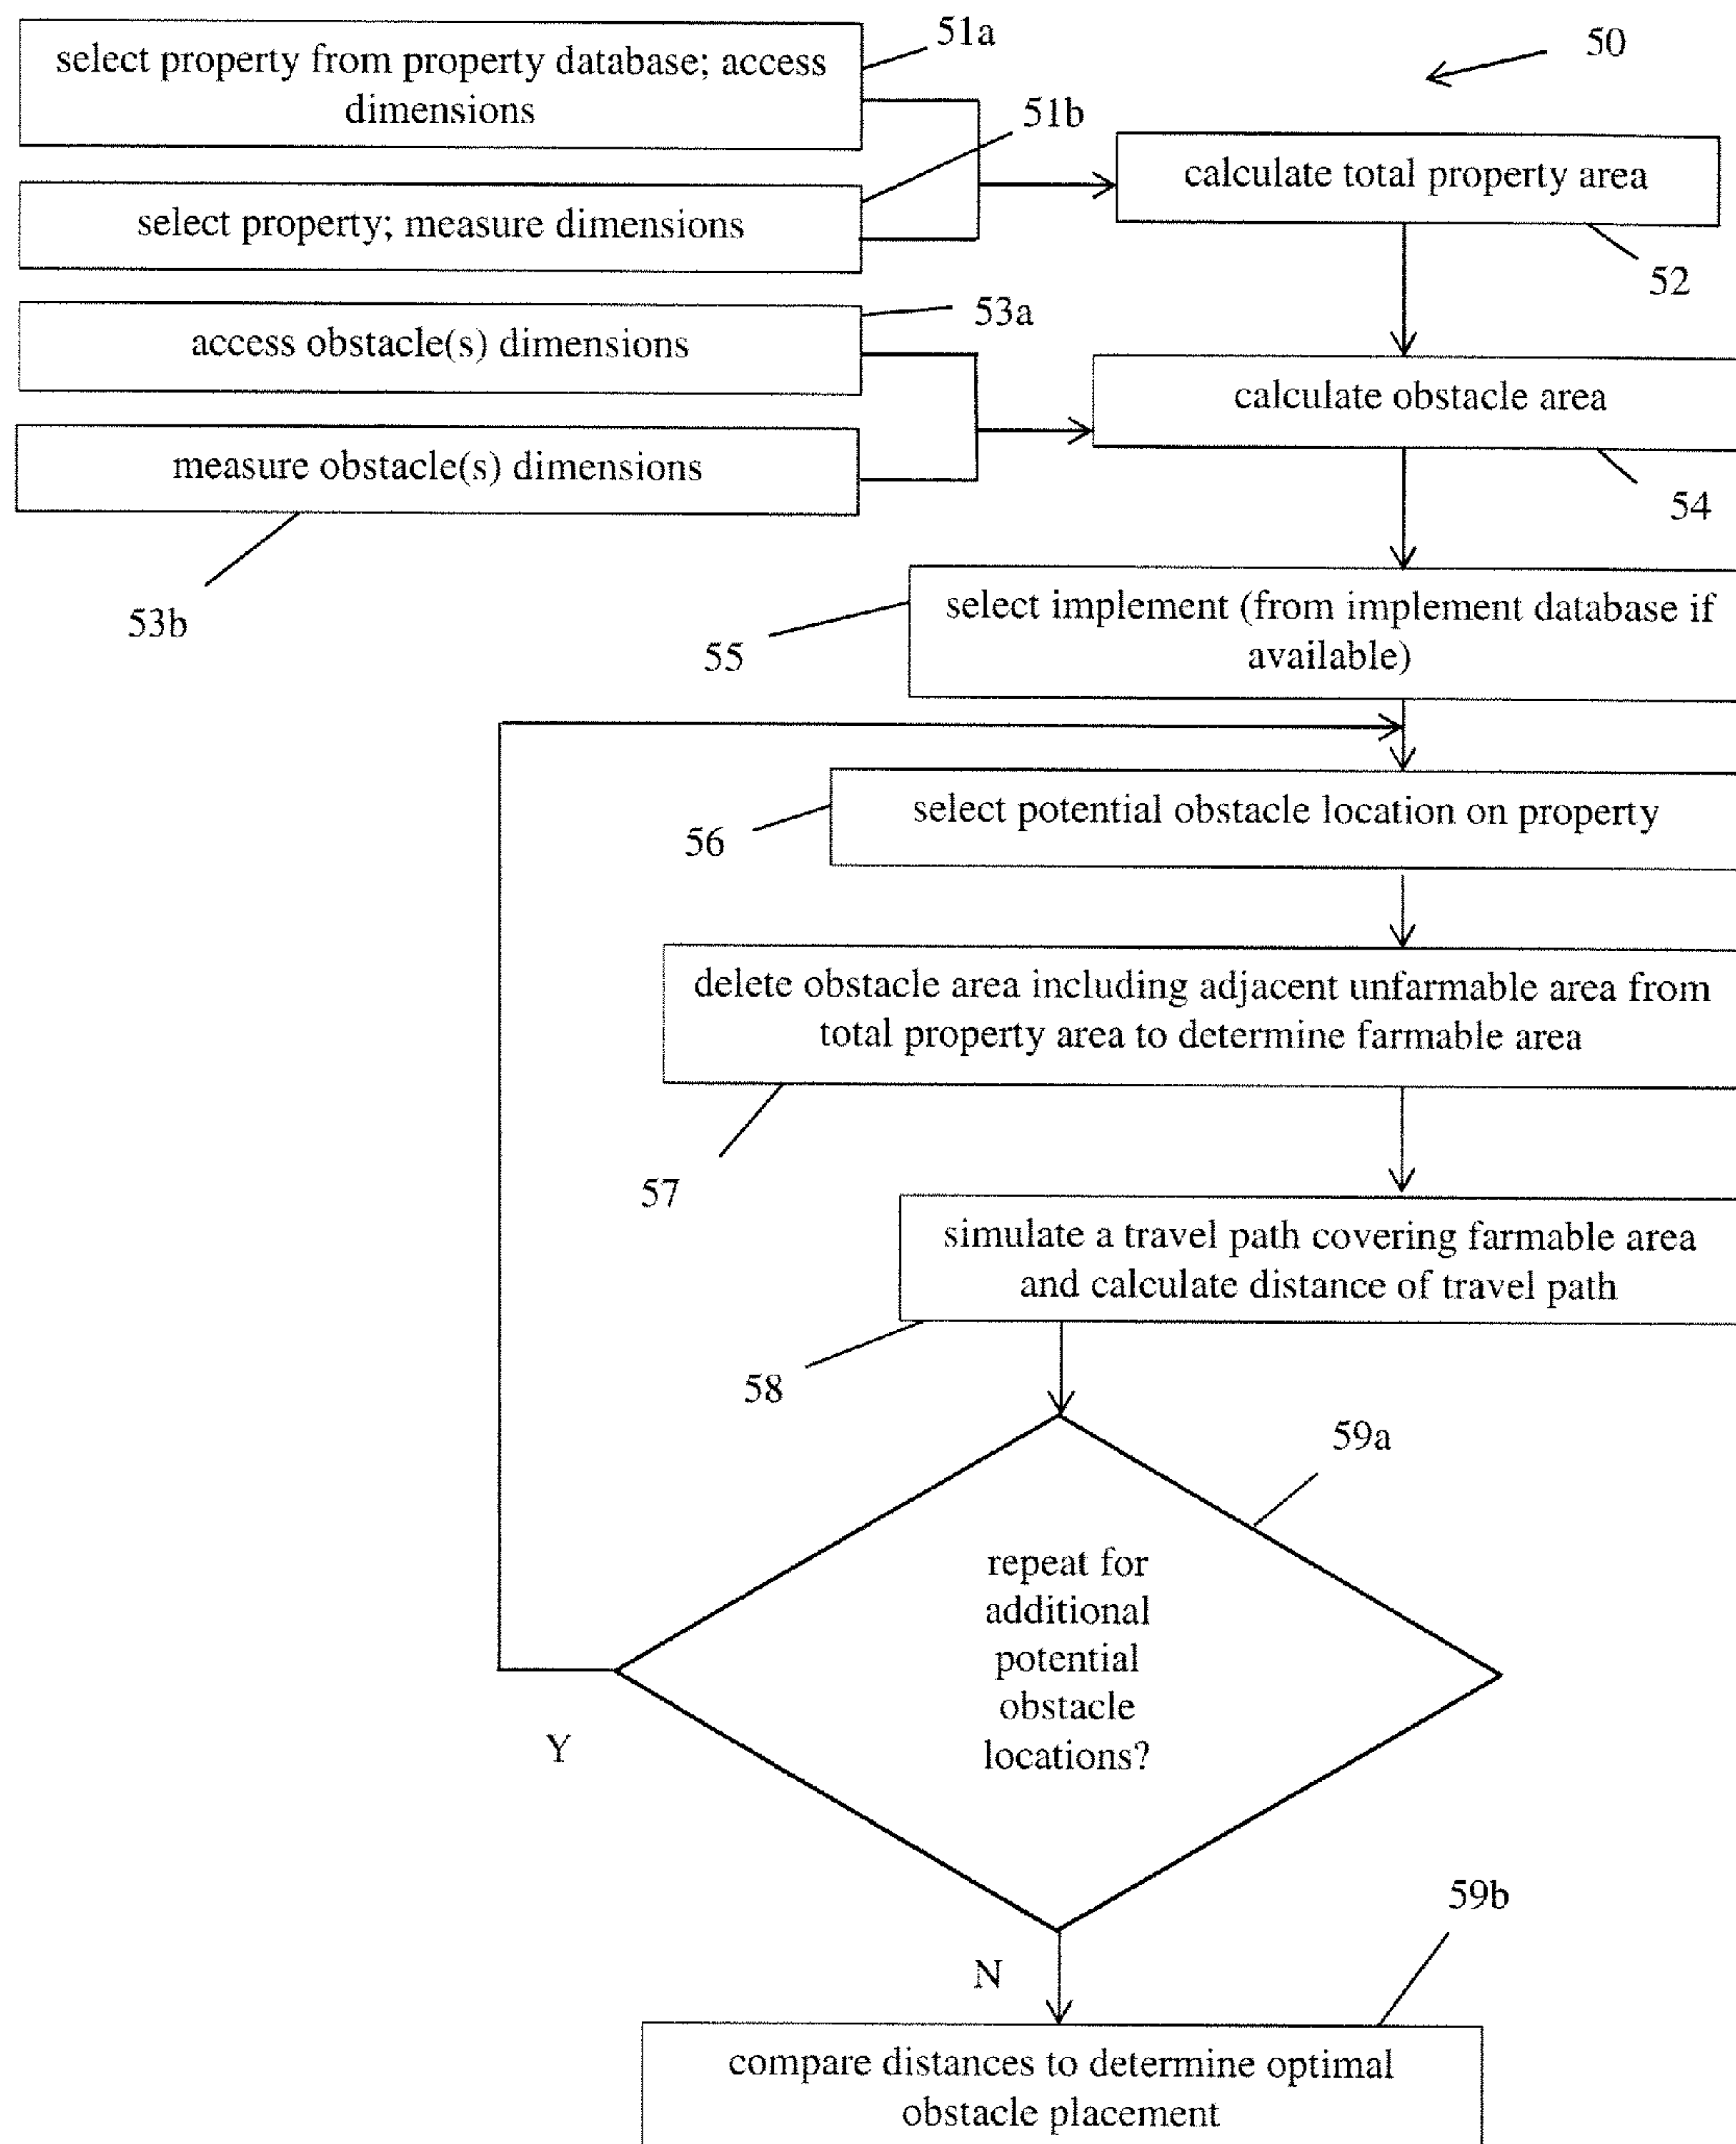 51a
select property from property database; access
dimensions
50
51b
calculate total property area
select property; measure dimensions
52
53a
access obstacle(s) dimensions
calculate obstacle area
measure obstacle(s) dimensions
54
53b
select implement (from implement database if
available)
55
select potential obstacle location on property
56
delete obstacle area including adjacent unfarmable area from
total property area to determine farmable area
57
simulate a travel path covering farmable area
and calculate distance of travel path
58
59a
repeat for
additional
potential
obstacle
locations?
Y
59b
N
compare distances to determine optimal
obstacle placement